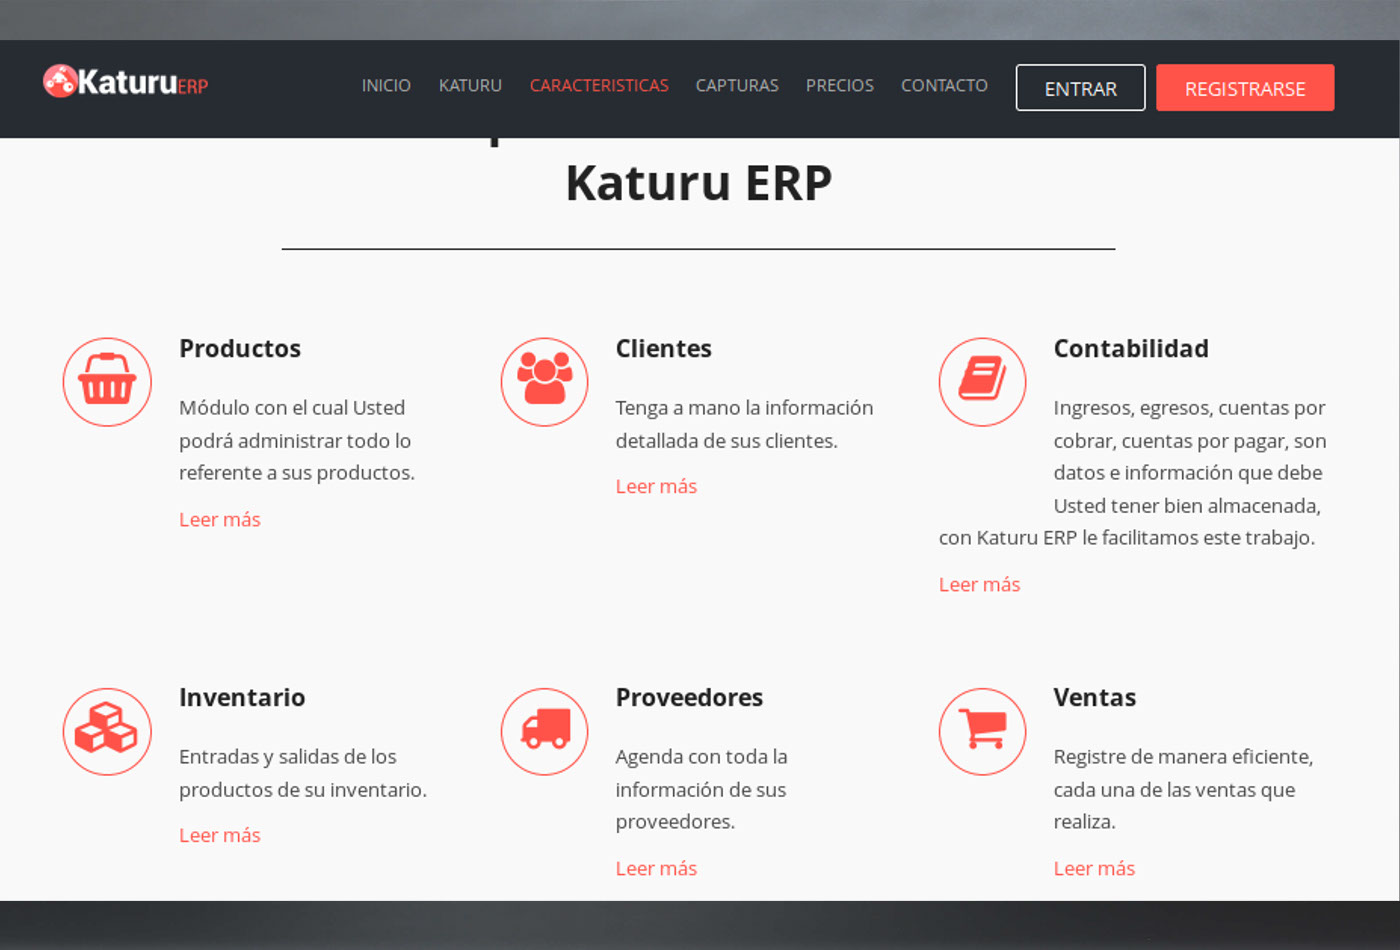 KaturuERP
INICIO
KATURU
CARACTERISTICAS
CAPTURAS
PRECIOS
CONTACTO
ENTRAR
REGISTRARSE
Katuru ERP
Productos
Módulo con el cual Usted
podrá administrar todo lo
referente a sus productos.
Leer más
Clientes
Tenga a mano la información
detallada de sus clientes.
Leer más
Contabilidad
Ingresos, egresos, cuentas por
cobrar, cuentas por pagar, son
datos e información que debe
Usted tener bien almacenada,
con Katuru ERP le facilitamos este trabajo.
Leer más
Inventario
Entradas y salidas de los
productos de su inventario.
Leer más
Proveedores
Agenda con toda la
información de sus
proveedores.
Leer más
Ventas
Registre de manera eficiente,
cada una de las ventas que
realiza.
Leer más